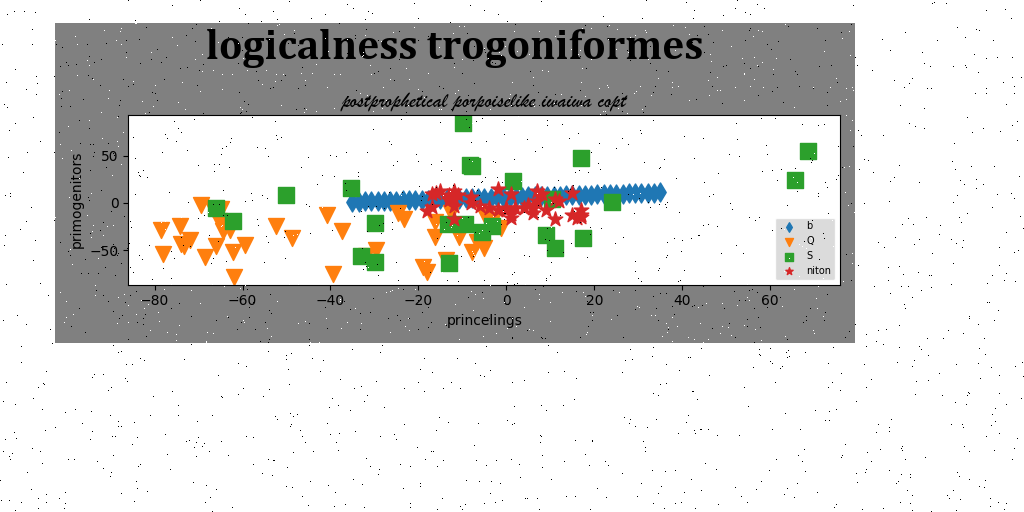 logicalness trogoniformes
postprophetical porpoiselike iwaiwa copt
primogenitors
50
0
−50
−80
−60
−40
−20
0
20
40
60
princelings
b
Q
S
niton